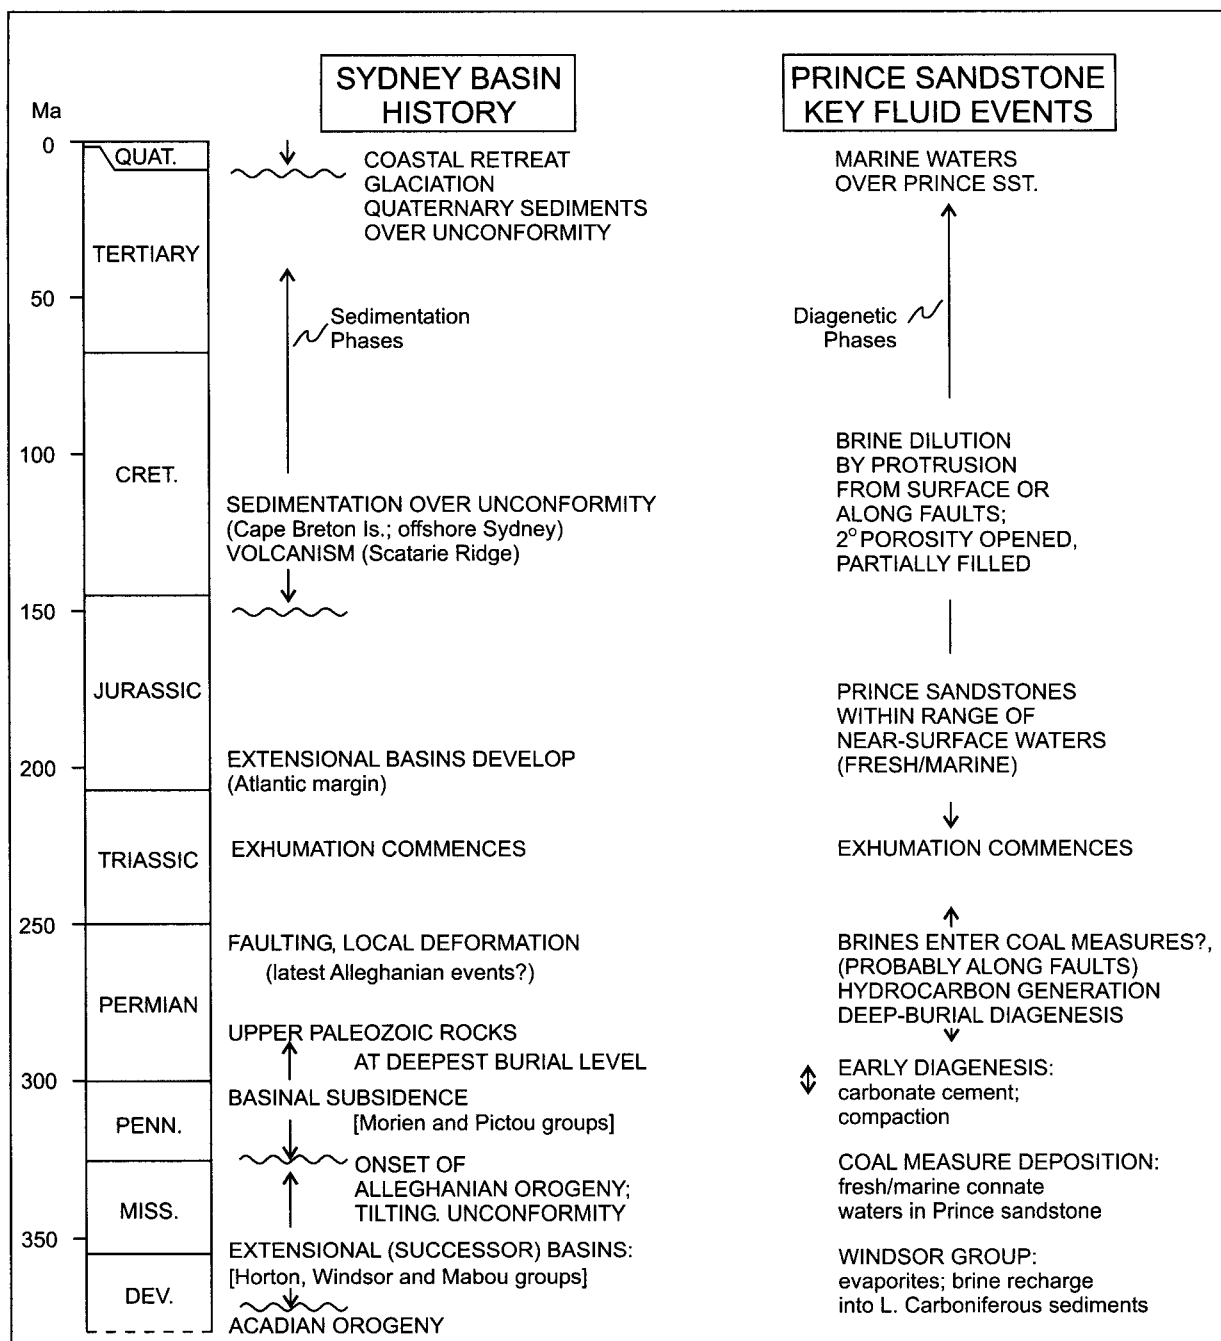 SYDNEY BASIN
HISTORY
PRINCE SANDSTONE
KEY FLUID EVENTS
Ma
0
50
100
150
200
250
300
350
QUAT.
TERTIARY
CRET.
JURASSIC
TRIASSIC
PERMIAN
PENN.
MISS.
DEV.
COASTAL RETREAT
GLACIATION
QUATERNARY SEDIMENTS
OVER UNCONFORMITY
Sedimentation
Phases
SEDIMENTATION OVER UNCONFORMITY
(Cape Breton Is.; offshore Sydney)
VOLCANISM (Scatarie Ridge)
EXTENSIONAL BASINS DEVELOP
(Atlantic margin)
EXHUMATION COMMENCES
FAULTING, LOCAL DEFORMATION
(latest Alleghanian events?)
UPPER PALEOZOIC ROCKS
AT DEEPEST BURIAL LEVEL
BASINAL SUBSIDENCE
[Morien and Pictou groups]
ONSET OF
ALLEGHANIAN OROGENY;
TILTING. UNCONFORMITY
EXTENSIONAL (SUCCESSOR) BASINS:
[Horton, Windsor and Mabou groups]
ACADIAN OROGENY
MARINE WATERS
OVER PRINCE SST.
Diagenetic
Phases
BRINE DILUTION
BY PROTRUSION
FROM SURFACE OR
ALONG FAULTS;
2° POROSITY OPENED,
PARTIALLY FILLED
PRINCE SANDSTONES
WITHIN RANGE OF
NEAR-SURFACE WATERS
(FRESH/MARINE)
EXHUMATION COMMENCES
BRINES ENTER COAL MEASURES?,
(PROBABLY ALONG FAULTS)
HYDROCARBON GENERATION
DEEP-BURIAL DIAGENESIS
EARLY DIAGENESIS:
carbonate cement;
compaction
COAL MEASURE DEPOSITION:
fresh/marine connate
waters in Prince sandstone
WINDSOR GROUP:
evaporites; brine recharge
into L. Carboniferous sediments